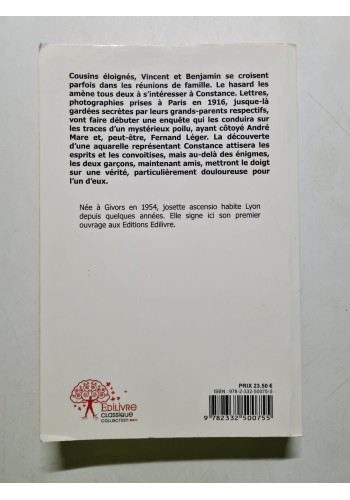 Cousins éloignés, Vincent et Benjamin se croisent
parfois dans les réunions de famille. Le hasard les
amène tous deux à s'intéresser à Constance. Lettres,
photographies prises à Paris en 1916, jusque-là
gardées secrètes par leurs grands-parents respectifs,
vont faire débuter une enquête qui les conduira sur
les traces d'un mystérieux poilu, ayant côtoyé André
Mare et, peut-être, Fernand Léger. La découverte
d'une aquarelle représentant Constance attisera les
esprits et les convoitises, mais au-delà des énigmes,
les deux garçons, maintenant amis, mettront le doigt
sur une vérité, particulièrement douloureuse pour
l'un d'eux.
Née à Givors en 1954, josette ascensio habite Lyon
depuis quelques années. Elle signe ici son premier
ouvrage aux Editions Edilivre.
PRIX 23.50 €
ISBN : 978-2-332-50075-5
9 782332 500755
EDILIVRE
CLASSIQUE
COLLECTION